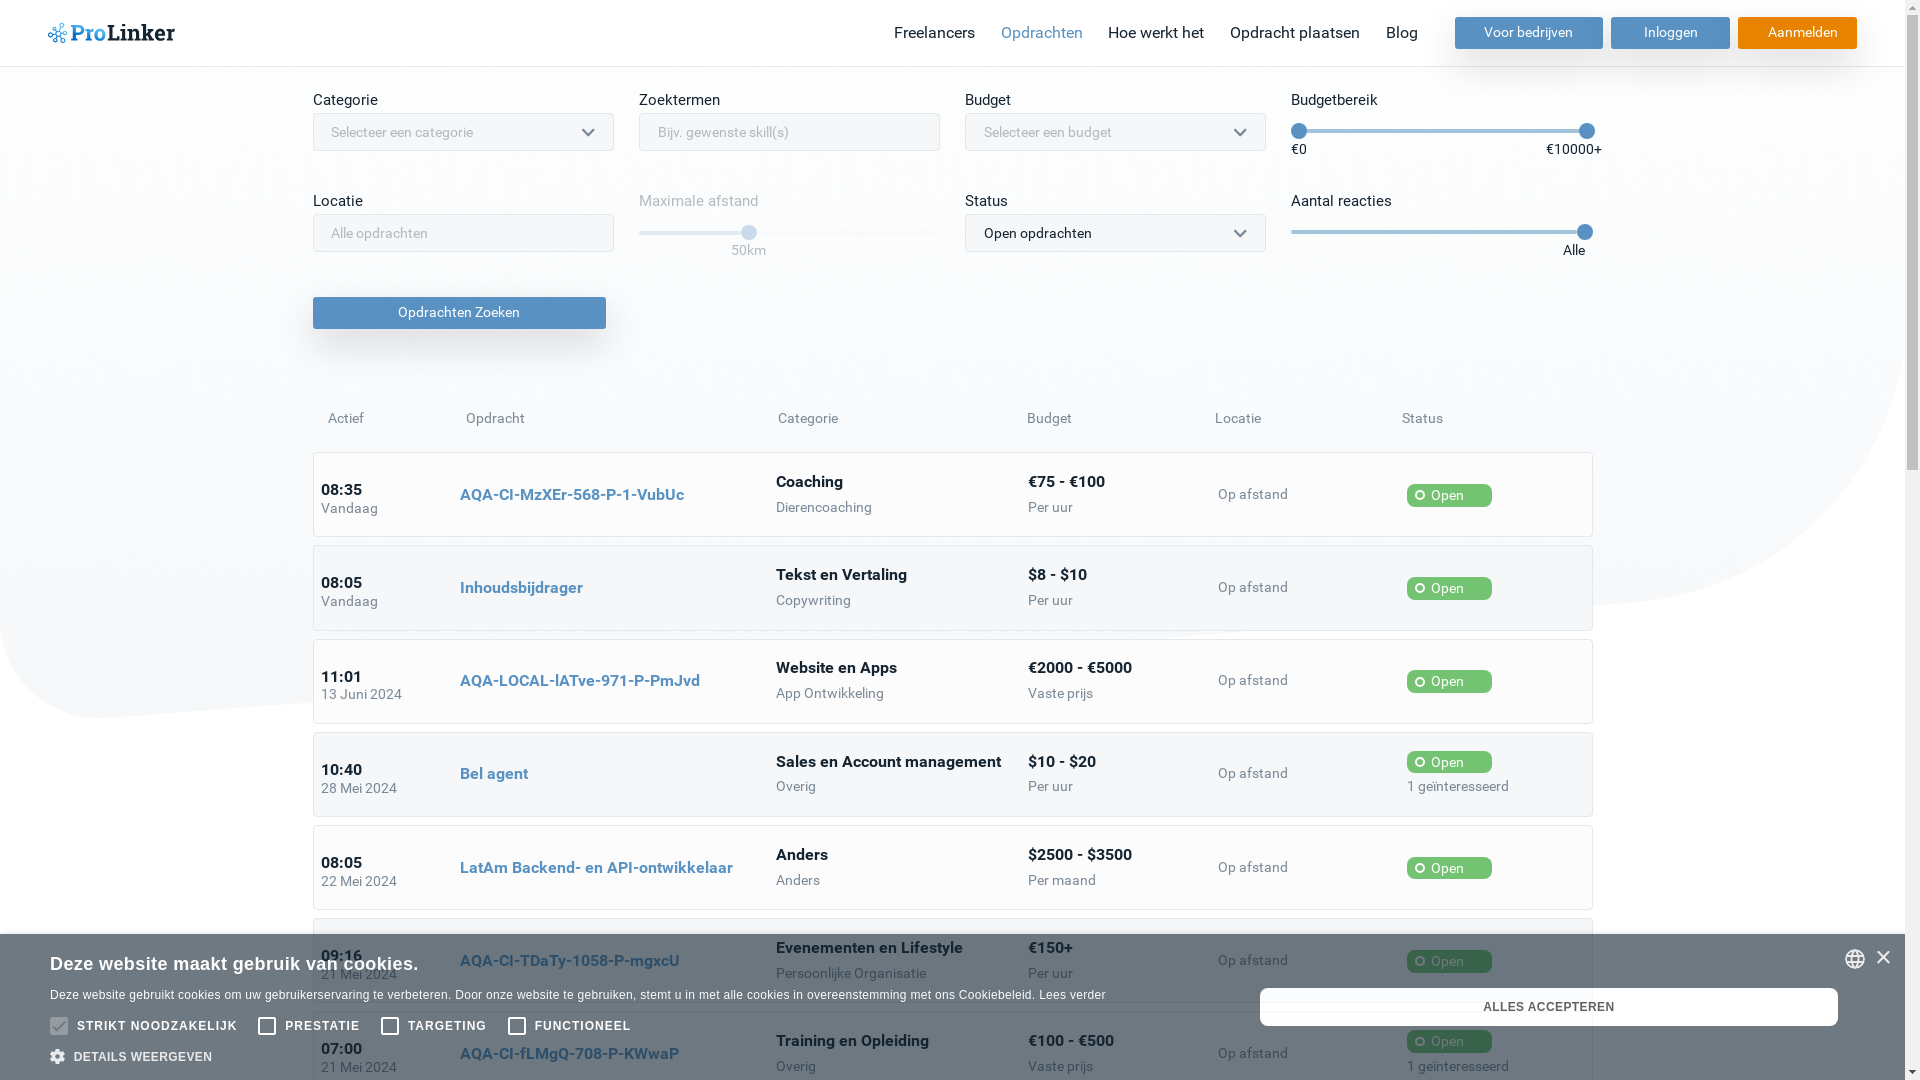 ProLinker
Freelancers
Opdrachten
Hoe werkt het
Opdracht plaatsen
Blog
Voor bedrijven
Inloggen
Aanmelden
Categorie
Zoektermen
Budget
Budgetbereik
Selecteer een categorie
Bijv. gewenste skill(s)
Selecteer een budget
€0
€10000+
Locatie
Maximale afstand
Status
Aantal reacties
Alle opdrachten
50km
Open opdrachten
Alle
Opdrachten Zoeken
Actief
Opdracht
Categorie
Budget
Locatie
Status
08:35
Vandaag
AQA-CI-MzXEr-568-P-1-VubUc
Coaching
Dierencoaching
€75 - €100
Per uur
Op afstand
Open
08:05
Vandaag
Inhoudsbijdrager
Tekst en Vertaling
Copywriting
$8 - $10
Per uur
Op afstand
Open
11:01
13 Juni 2024
AQA-LOCAL-lATve-971-P-PmJvd
Website en Apps
App Ontwikkeling
€2000 - €5000
Vaste prijs
Op afstand
Open
10:40
28 Mei 2024
Bel agent
Sales en Account management
Overig
$10 - $20
Per uur
Op afstand
Open
1 geïnteresseerd
08:05
22 Mei 2024
LatAm Backend- en API-ontwikkelaar
Anders
Anders
$2500 - $3500
Per maand
Op afstand
Open
09:16
21 Mei 2024
AQA-CI-TDaTy-1058-P-mgxcU
Evenementen en Lifestyle
Persoonlijke Organisatie
€150+
Per uur
Op afstand
Open
07:00
21 Mei 2024
AQA-CI-fLMgQ-708-P-KWwaP
Training en Opleiding
Overig
€100 - €500
Vaste prijs
Op afstand
Open
1 geïnteresseerd
Deze website maakt gebruik van cookies.
Deze website gebruikt cookies om uw gebruikerservaring te verbeteren. Door onze website te gebruiken, stemt u in met alle cookies in overeenstemming met ons Cookiebeleid. Lees verder
STRIKT NOODZAKELIJK
PRESTATIE
TARGETING
FUNCTIONEEL
DETAILS WEERGEVEN
ALLES ACCEPTEREN
×